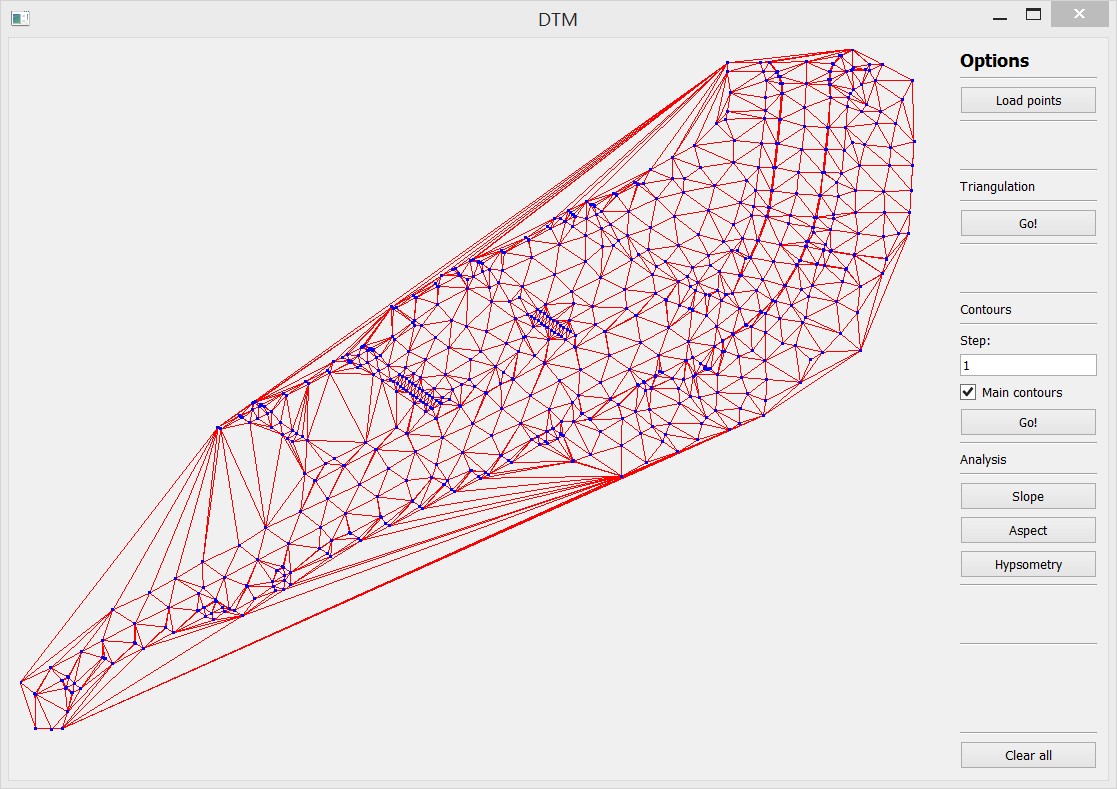 DTM
Options
Load points
Triangulation
Go!
Contours
Step:
1
Main contours
Go!
Analysis
Slope
Aspect
Hypsometry
Clear all